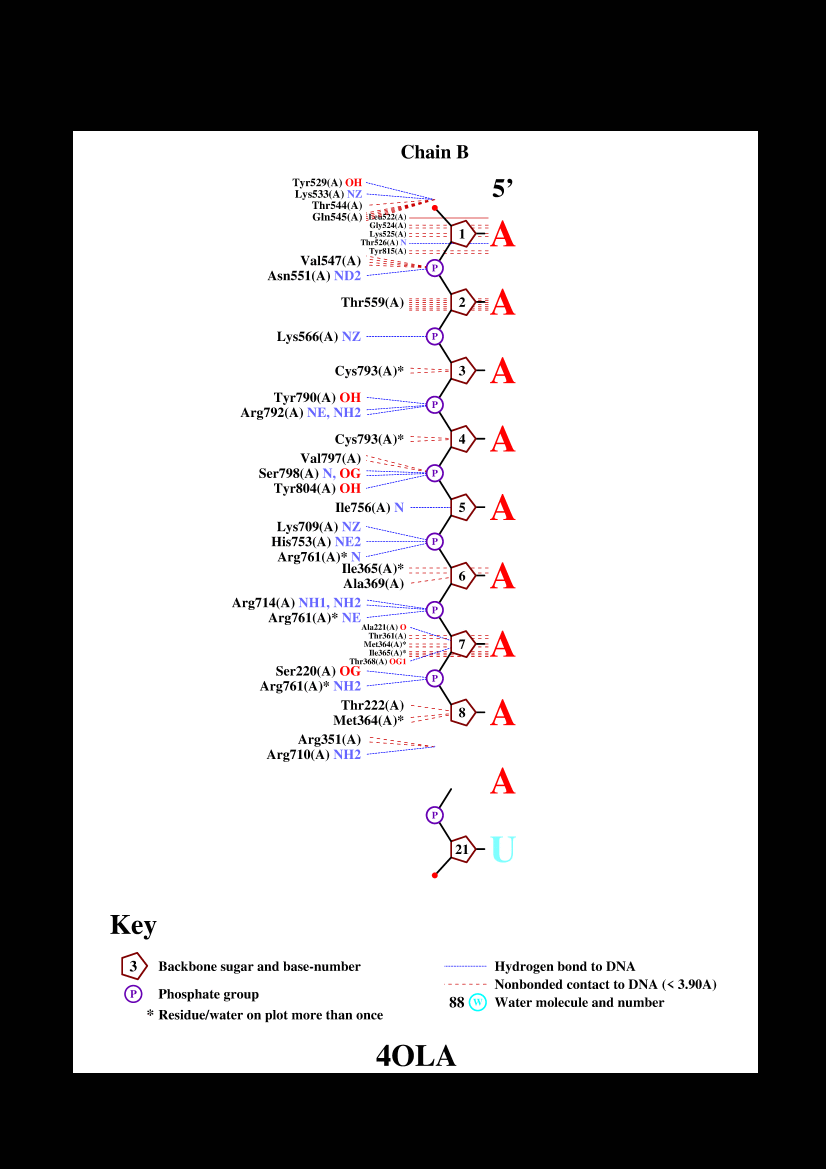 Chain B
5’
Tyr529(A) OH
Lys533(A) NZ
Thr544(A)
Gln545(A)
Leu522(A)
Gly524(A)
Lys525(A)
Thr526(A) N
Tyr815(A)
1 A
Val547(A)
Asn551(A) ND2
P
Thr559(A) 2 A
Lys566(A) NZ P
Cys793(A)* 3 A
Tyr790(A) OH
Arg792(A) NE, NH2
P
Cys793(A)* 4 A
Val797(A)
Ser798(A) N, OG
Tyr804(A) OH
P
Ile756(A) N 5 A
Lys709(A) NZ
His753(A) NE2
Arg761(A)* N
P
Ile365(A)*
Ala369(A)
6 A
Arg714(A) NH1, NH2
Arg761(A)* NE
P
Ala221(A) O
Thr361(A)
Met364(A)*
Ile365(A)*
Thr368(A) OG1
7 A
Ser220(A) OG
Arg761(A)* NH2
P
Thr222(A)
Met364(A)*
8 A
Arg351(A)
Arg710(A) NH2
A
P
21 U
Key
3 Backbone sugar and base-number
P Phosphate group
* Residue/water on plot more than once
Hydrogen bond to DNA
Nonbonded contact to DNA (< 3.90A)
88 W Water molecule and number
4OLA